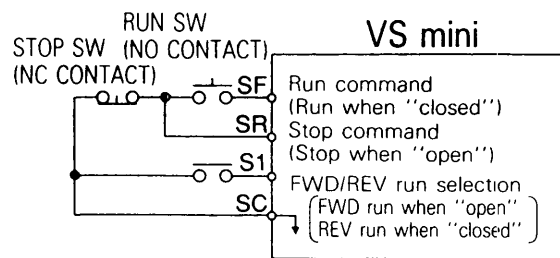 RUN SW
STOP SW (NO CONTACT)
(NC CONTACT)
VS mini
SF Run command
(Run when "closed")
SR Stop command
(Stop when "open")
S1 FWD/REV run selection
SC FWD run when "open"
REV run when "closed"